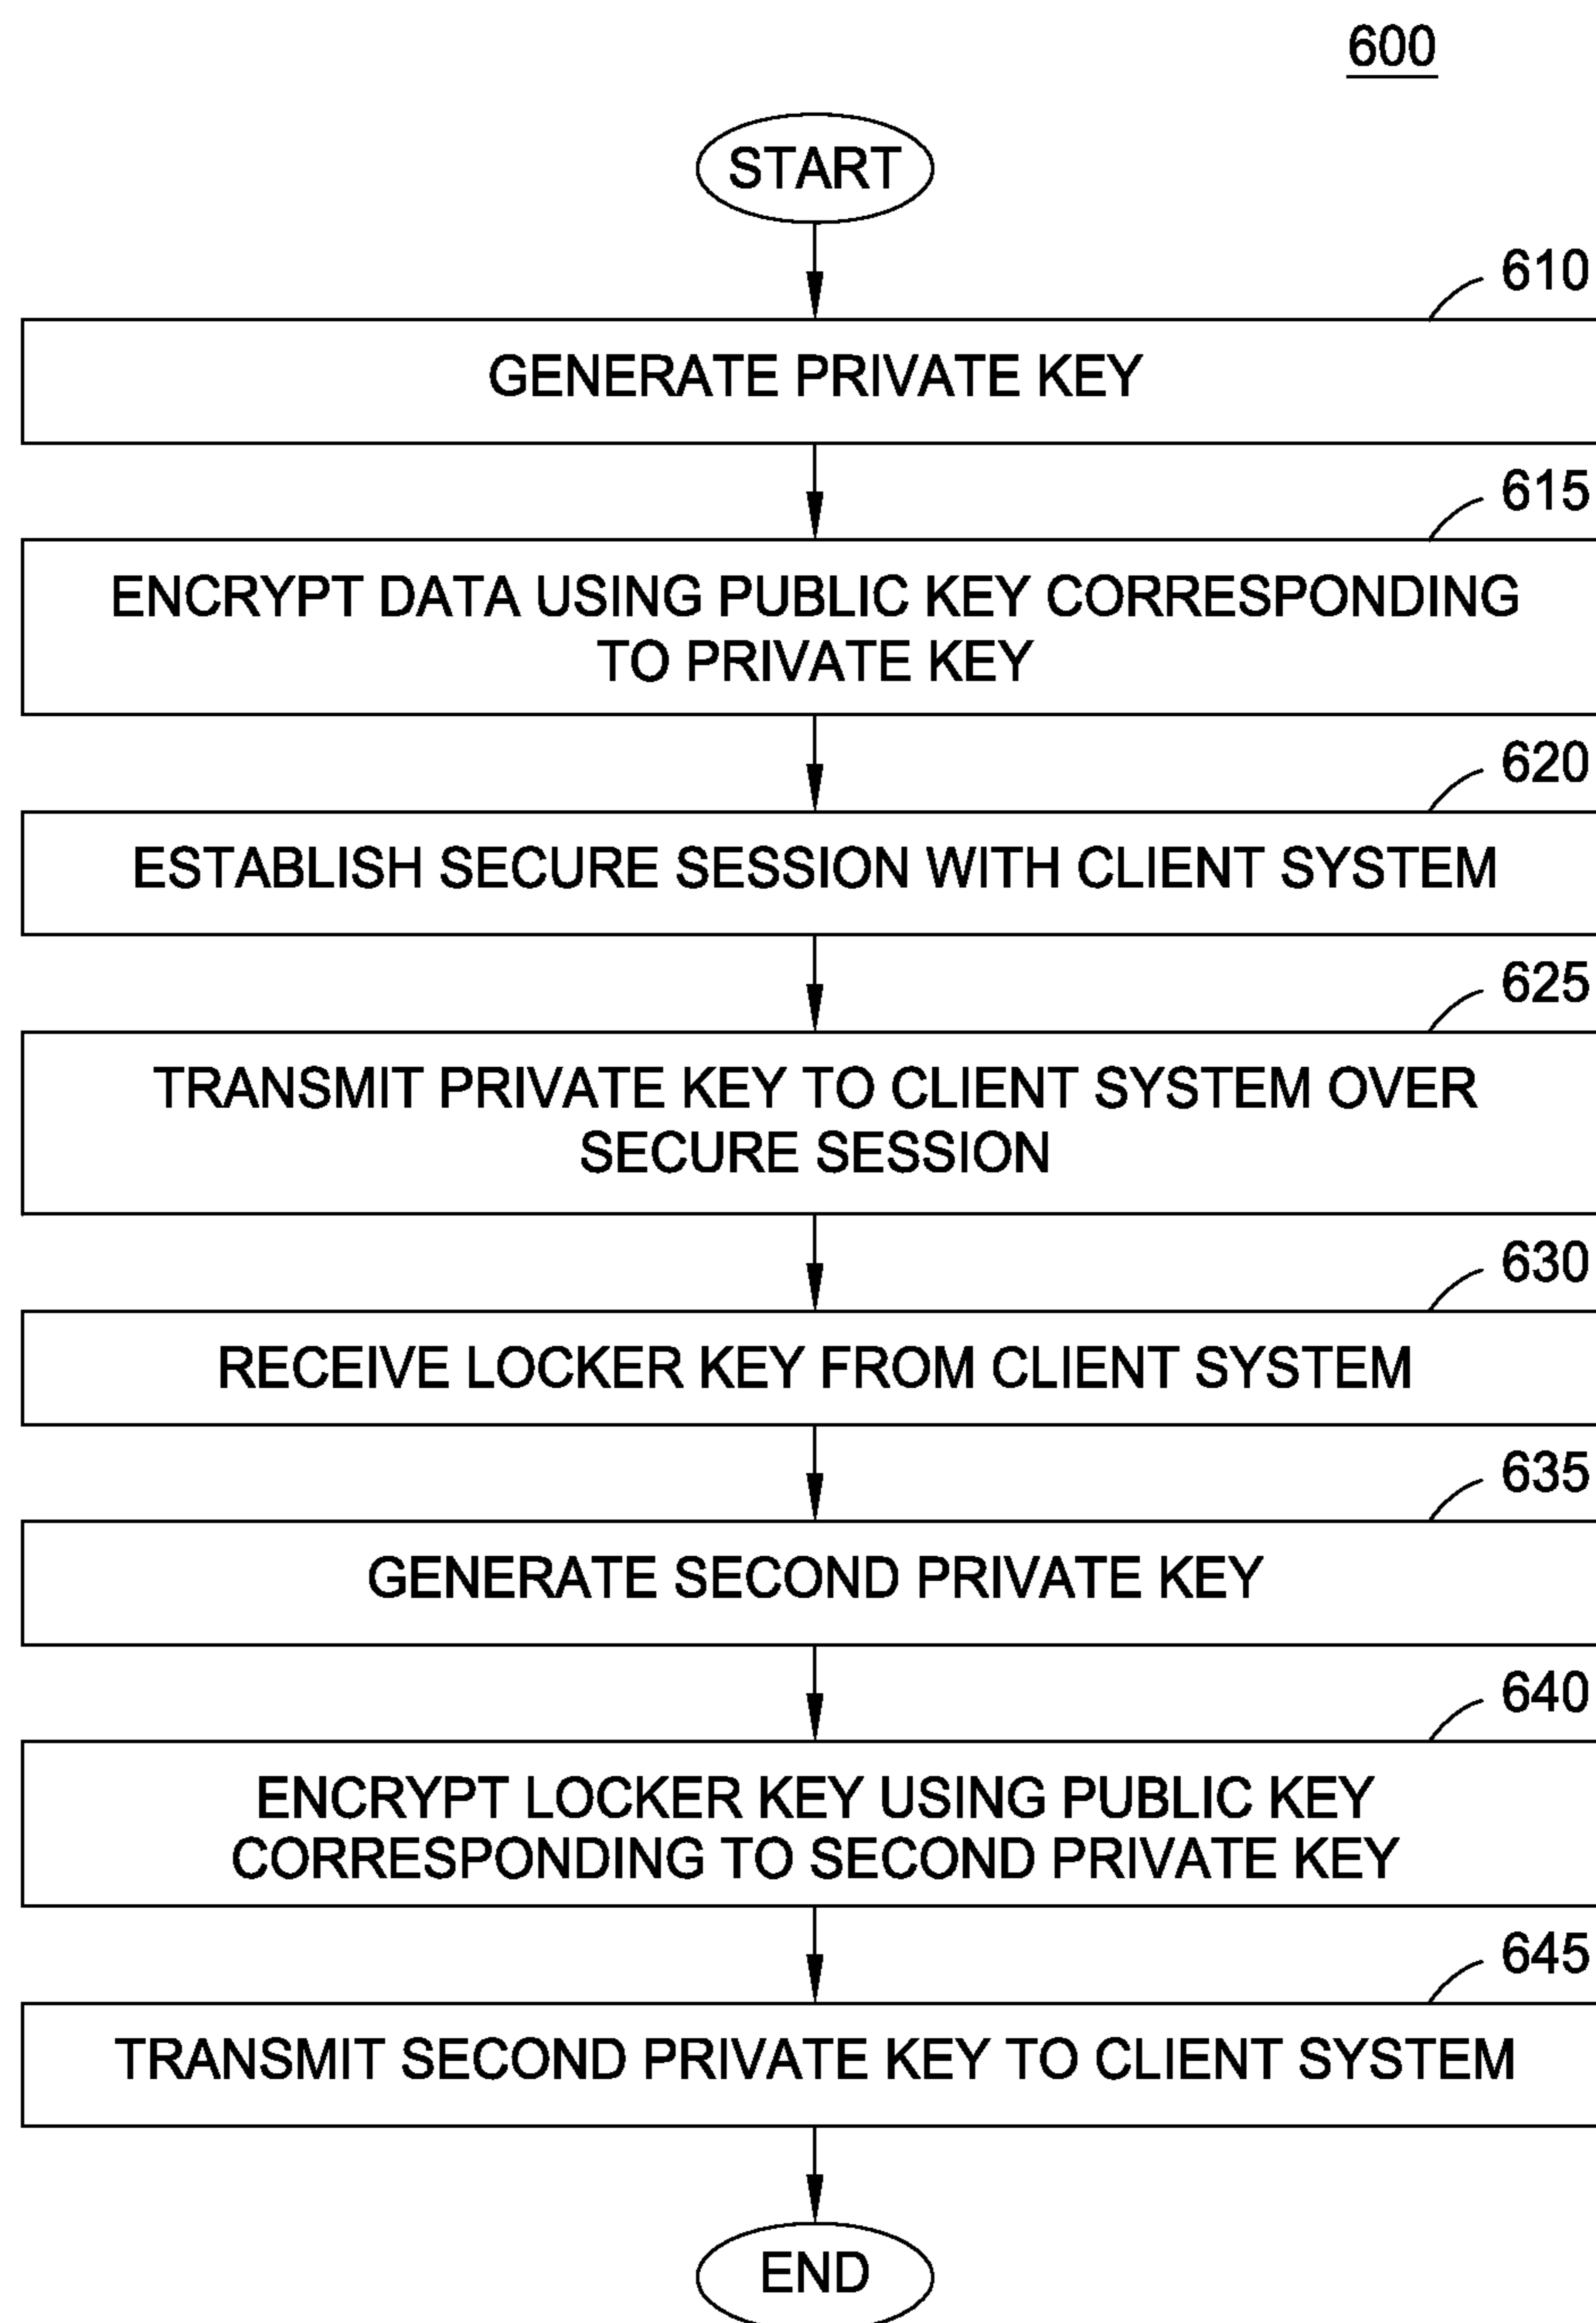 600
START
610
GENERATE PRIVATE KEY
615
ENCRYPT DATA USING PUBLIC KEY CORRESPONDING
TO PRIVATE KEY
620
ESTABLISH SECURE SESSION WITH CLIENT SYSTEM
625
TRANSMIT PRIVATE KEY TO CLIENT SYSTEM OVER
SECURE SESSION
630
RECEIVE LOCKER KEY FROM CLIENT SYSTEM
635
GENERATE SECOND PRIVATE KEY
640
ENCRYPT LOCKER KEY USING PUBLIC KEY
CORRESPONDING TO SECOND PRIVATE KEY
645
TRANSMIT SECOND PRIVATE KEY TO CLIENT SYSTEM
END